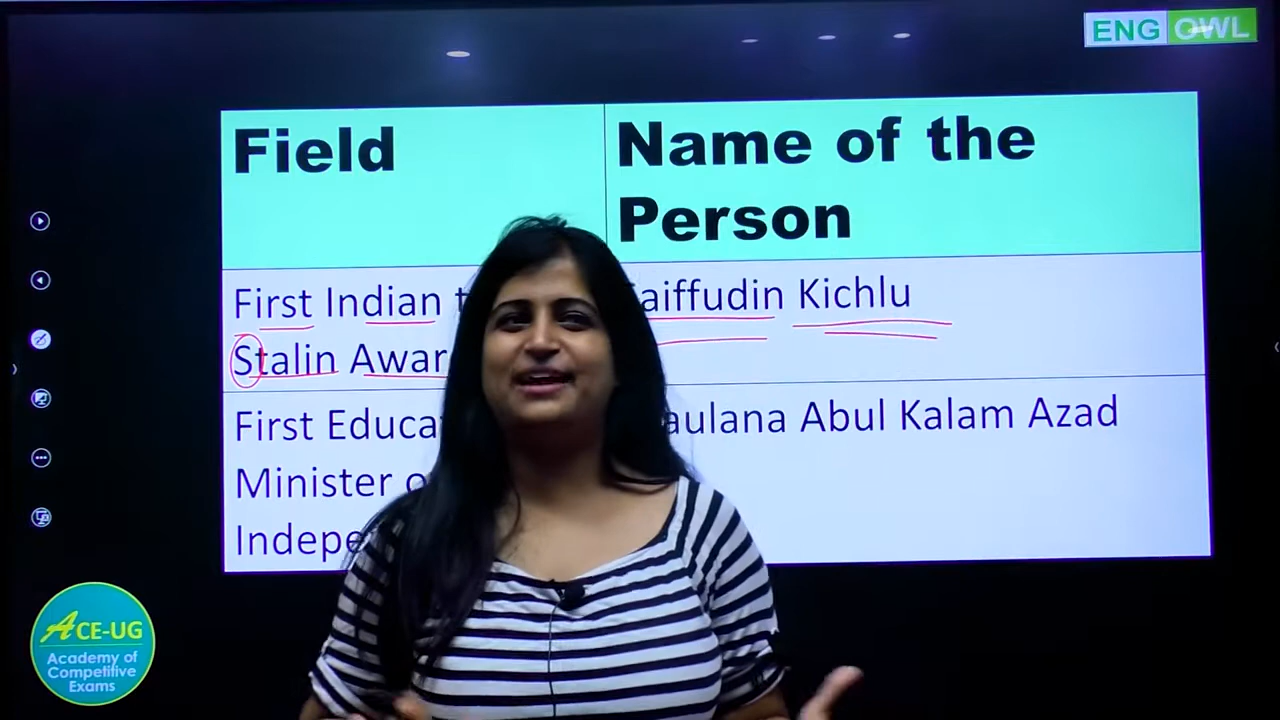 ENG OWL
Field
Name of the
Person
First Indian
aiffudin Kichlu
Stalin Awar
First Educa
aulana Abul Kalam Azad
Minister o
Indepe
ACE-UG
Academy of
Competitive
Exams